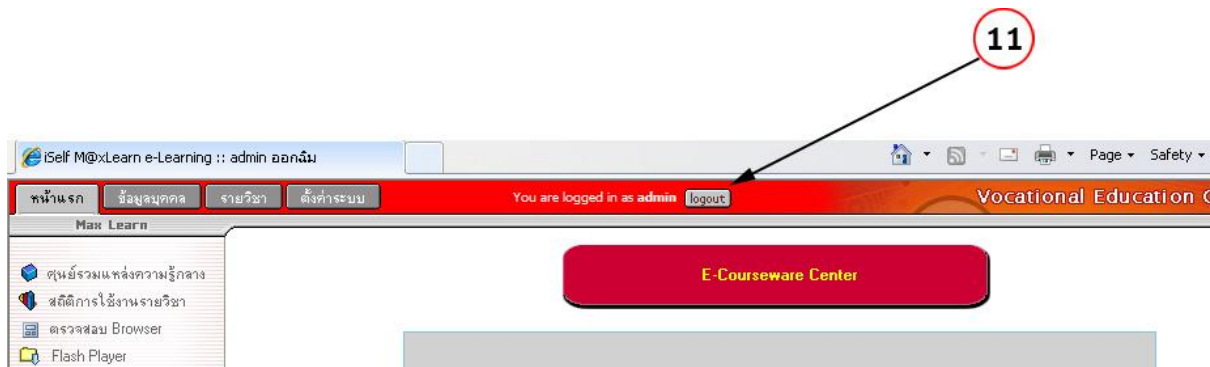 11
iSelf M@xLearn e-Learning :: admin ออกฉิม
Page Safety
หน้าแรก ข้อมูลบุคคล รายวิชา ตั้งค่าระบบ You are logged in as admin logout Vocational Education
Max Learn
ศูนย์รวมแหล่งความรู้กลาง
สถิติการใช้งานรายวิชา
ตรวจสอบ Browser
Flash Player
E-Courseware Center